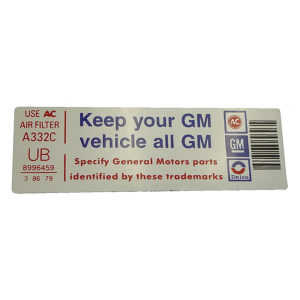 USE AC
AIR FILTER
A332C
UB
8996459
3 86 79
Keep your GM
vehicle all GM
Specify General Motors parts
identified by these trademarks
AC
GM
Delco